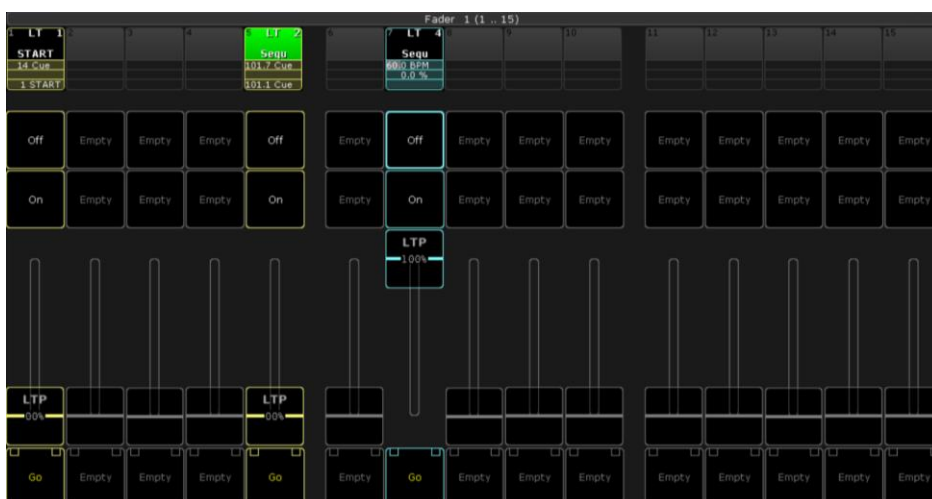 Fader 1 (1 .. 15)
1 LT 1 2 3 4 5 LT 2 6 7 LT 4 8 9 10 11 12 13 14 15
START Sequ Sequ
14 Cue 101.7 Cue 60.0 BPM
0.0 %
1 START 101.1 Cue
Off Empty Empty Empty Off Empty Off Empty Empty Empty Empty Empty Empty Empty Empty
On Empty Empty Empty On Empty On Empty Empty Empty Empty Empty Empty Empty Empty
LTP
100%
LTP LTP
00% 00%
Go Empty Empty Empty Go Empty Go Empty Empty Empty Empty Empty Empty Empty Empty